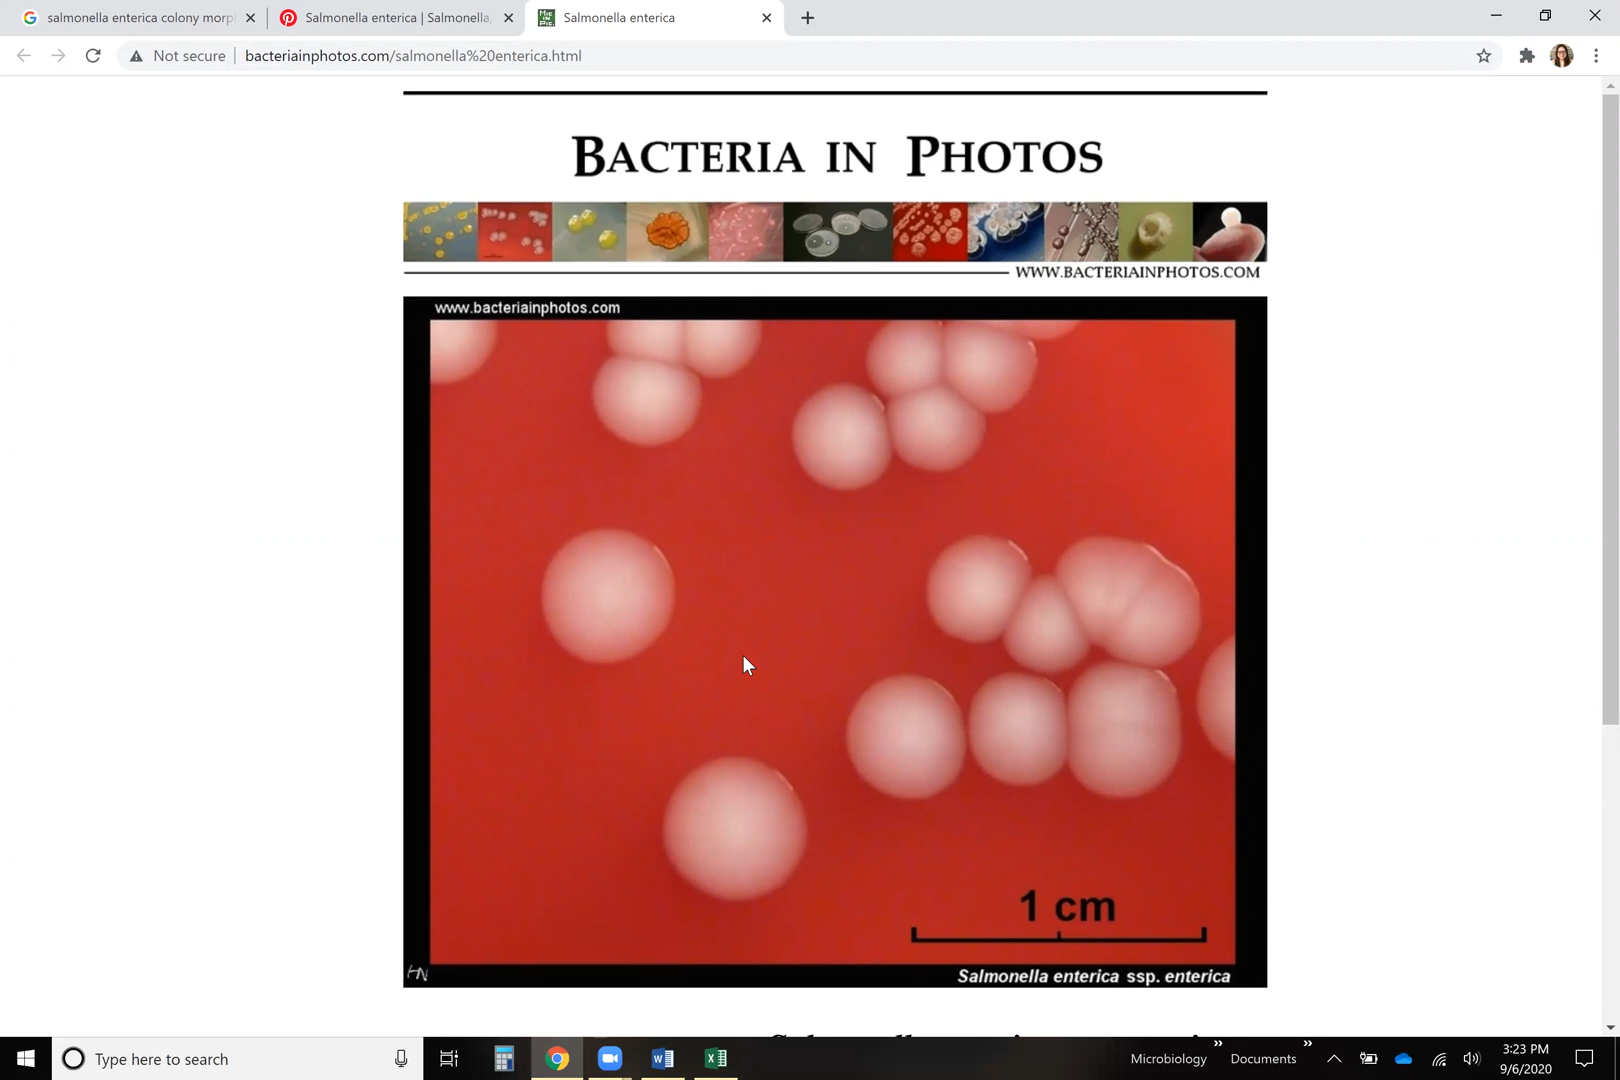 salmonella enterica colony morp
Salmonella enterica | Salmonella,
Salmonella enterica
Not secure
bacteriainphotos.com/salmonella%20enterica.html
BACTERIA IN PHOTOS
WWW.BACTERIAINPHOTOS.COM
www.bacteriainphotos.com
1 cm
HN
Salmonella enterica ssp. enterica
Type here to search
Microbiology
Documents
3:23 PM
9/6/2020